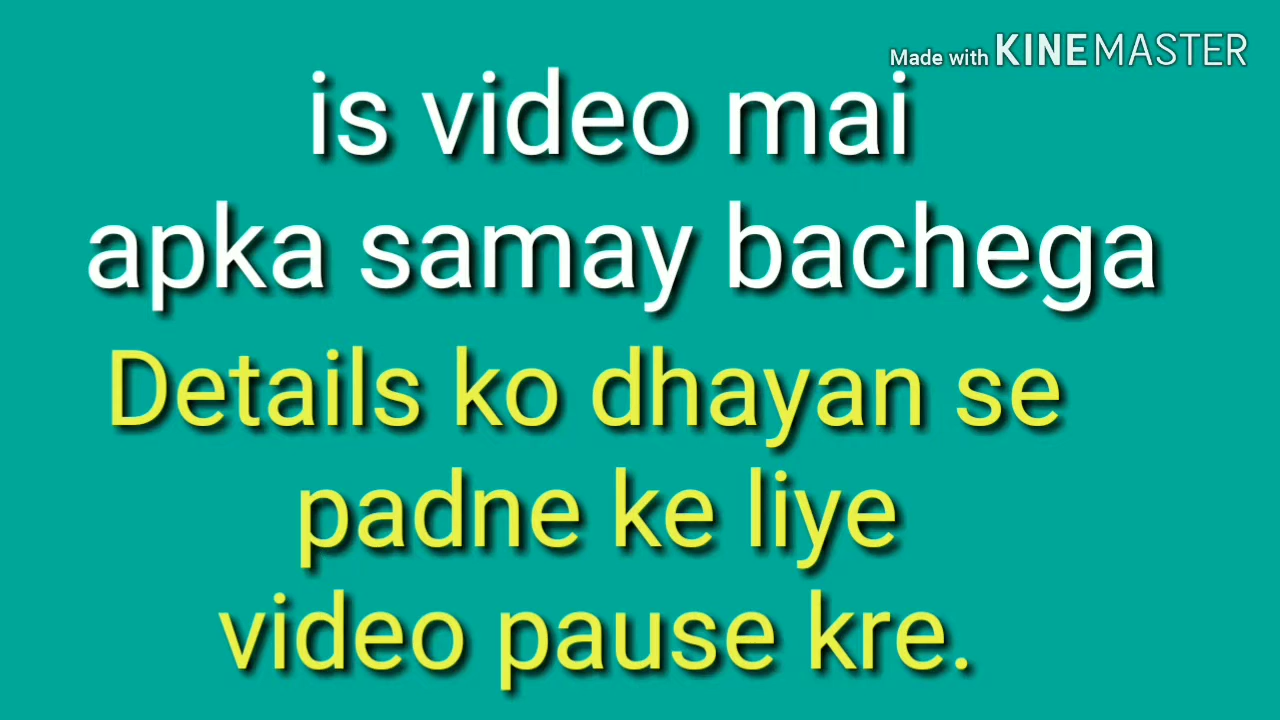 Made with KINEMASTER
is video mai
apka samay bachega
Details ko dhayan se
padne ke liye
video pause kre.